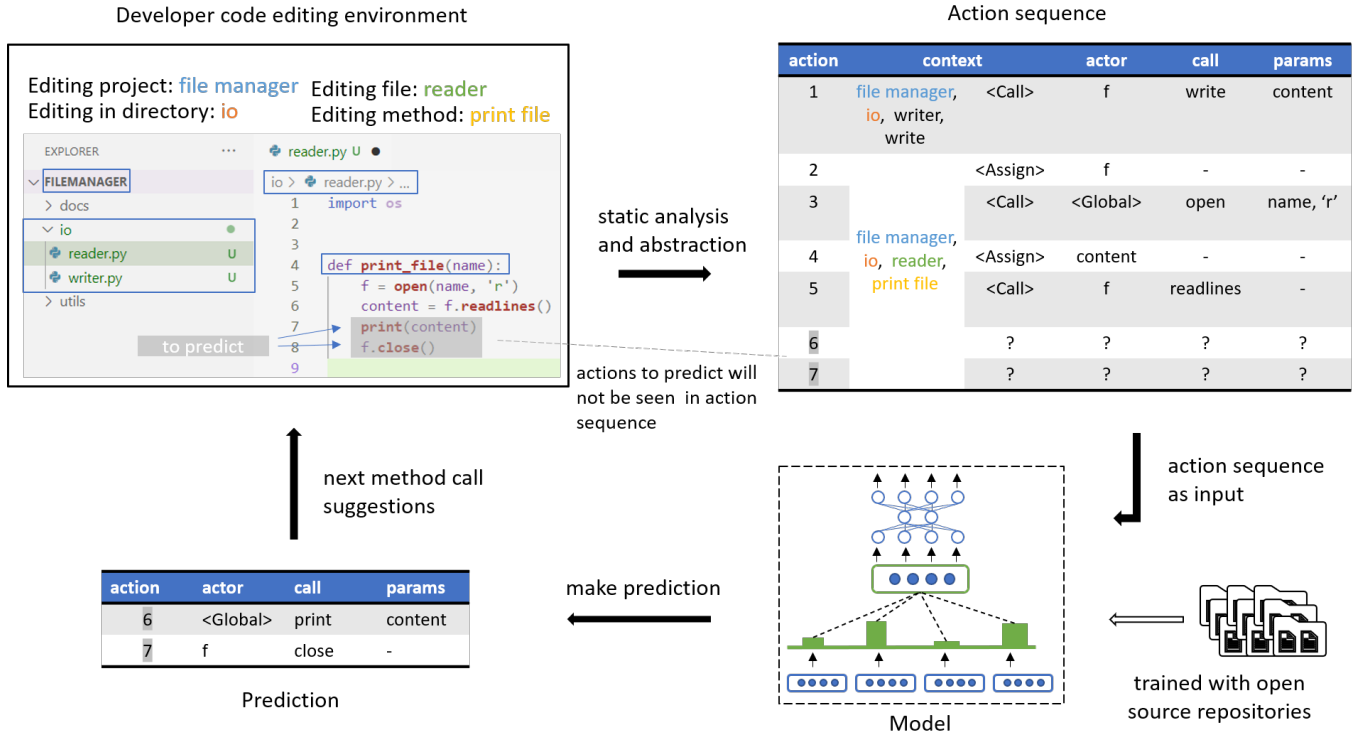 Developer code editing environment
Editing project: file manager
Editing in directory: io
Editing file: reader
Editing method: print file
EXPLORER ...
FILEMANAGER
docs
io
reader.py U
writer.py U
utils
reader.py U
io > reader.py > ...
1 import os
2
3
4 def print_file(name):
5 f = open(name, 'r')
6 content = f.readlines()
7 print(content)
8 f.close()
9
to predict
static analysis
and abstraction
actions to predict will
not be seen in action
sequence
Action sequence
action context actor call params
1 file manager, io, writer, write <Call> f write content
2 <Assign> f - -
3 <Call> <Global> open name, ‘r’
file manager,
io, reader,
print file
4 <Assign> content - -
5 <Call> f readlines -
6 ? ? ? ?
7 ? ? ? ?
action sequence
as input
trained with open
source repositories
Model
make prediction
action actor call params
6 <Global> print content
7 f close -
Prediction
next method call
suggestions